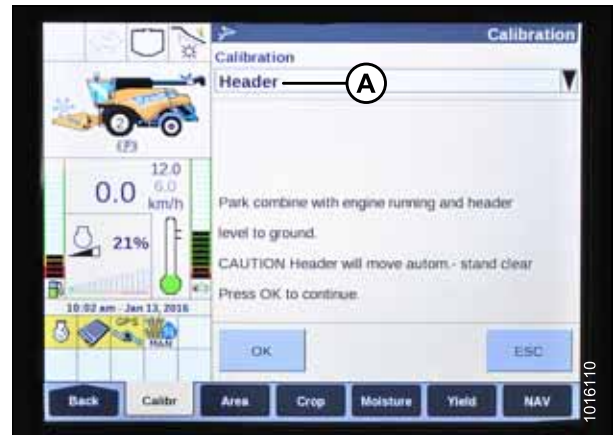 Calibration
Calibration
Header
A
12.0
0.0
6.0
km/h
21%
Park combine with engine running and header
level to ground.
CAUTION Header will move autom.- stand clear
Press OK to continue
10:02 am Jan 13, 2016
GPS
MAN
OK
ESC
Back
Calibr
Area
Crop
Moisture
Yield
NAV
1016110